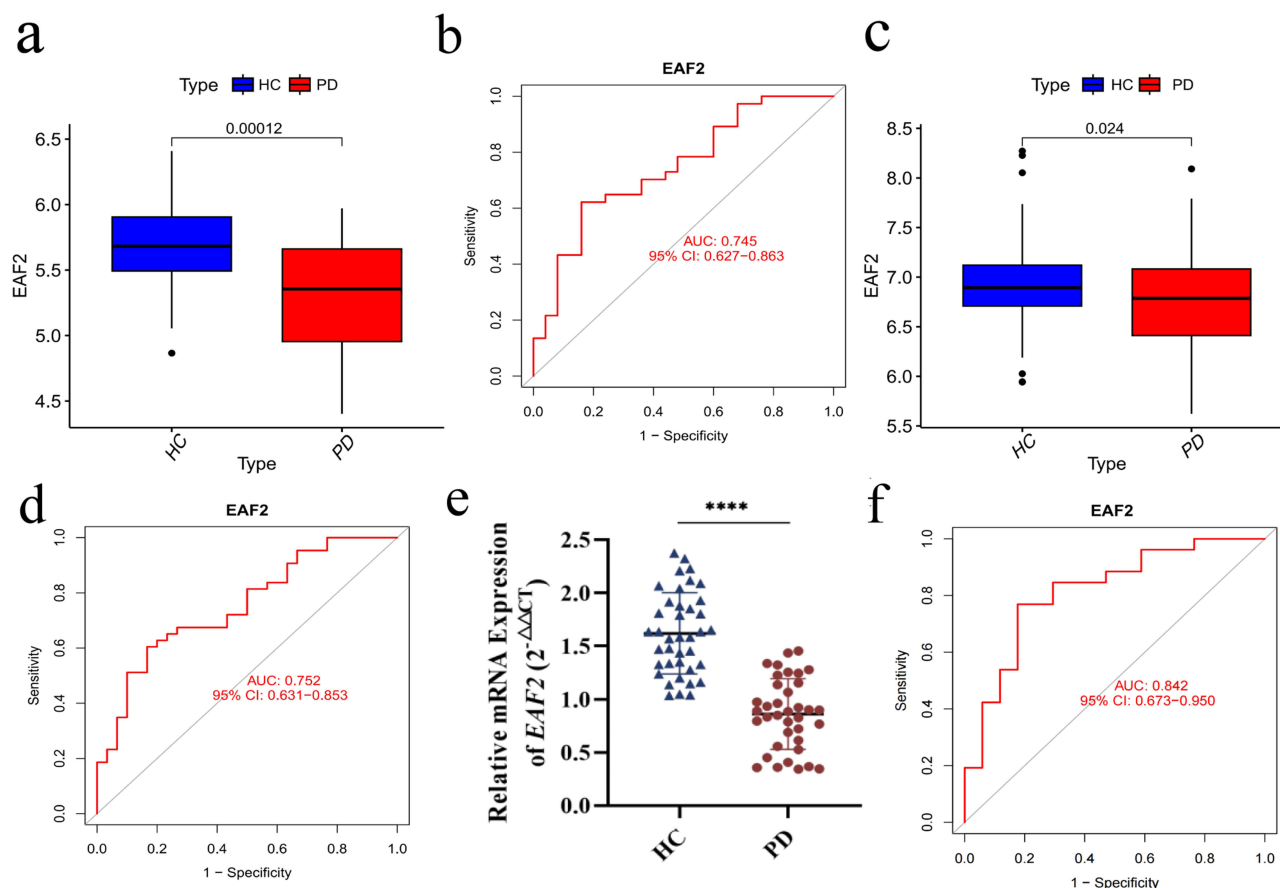 a
Type HC PD
0.00012
6.5
6.0
5.5
5.0
4.5
EAF2
HC
PD
Type
b
EAF2
1.0
0.8
0.6
0.4
0.2
0.0
Sensitivity
AUC: 0.745
95% CI: 0.627−0.863
0.0 0.2 0.4 0.6 0.8 1.0
1 − Specificity
c
Type HC PD
0.024
8.5
8.0
7.5
7.0
6.5
6.0
5.5
EAF2
HC
PD
Type
d
EAF2
1.0
0.8
0.6
0.4
0.2
0.0
Sensitivity
AUC: 0.752
95% CI: 0.631−0.853
0.0 0.2 0.4 0.6 0.8 1.0
1 − Specificity
e
****
Relative mRNA Expression
of EAF2 (2-△△CT)
2.5
2.0
1.5
1.0
0.5
0.0
HC
PD
f
EAF2
1.0
0.8
0.6
0.4
0.2
0.0
Sensitivity
AUC: 0.842
95% CI: 0.673−0.950
0.0 0.2 0.4 0.6 0.8 1.0
1 − Specificity